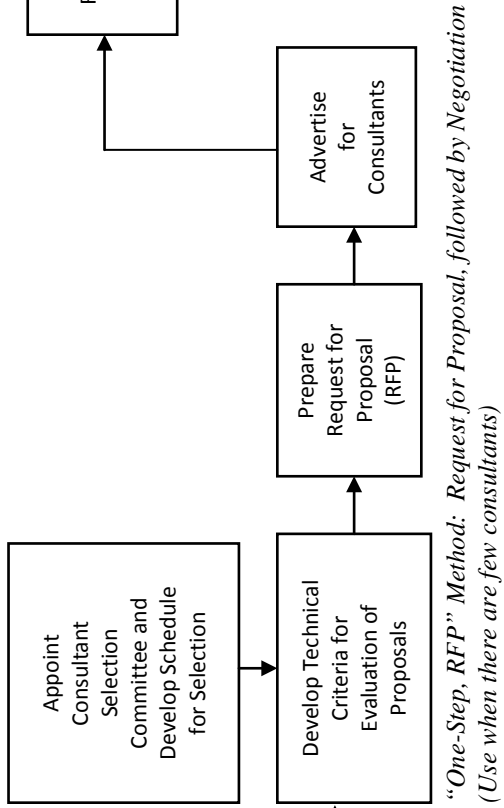 Appoint
Consultant
Selection
Committee and
Develop Schedule
for Selection
Develop Technical
Criteria for
Evaluation of
Proposals
Prepare
Request for
Proposal
(RFP)
Advertise
for
Consultants
“One-Step, RFP” Method: Request for Proposal, followed by Negotiation
(Use when there are few consultants)